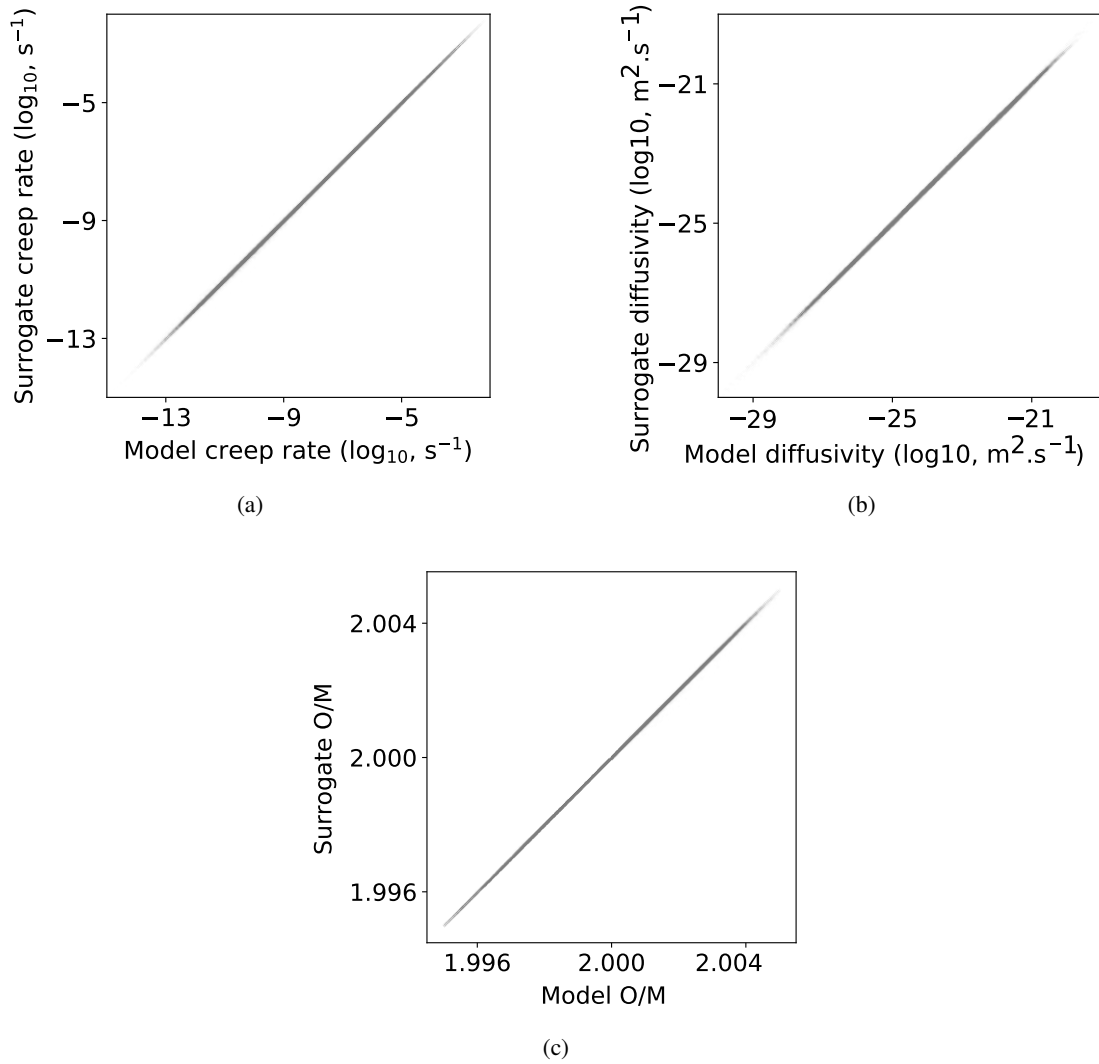 Surrogate creep rate (log₁₀, s⁻¹)
−5
−9
−13
−13 −9 −5
Model creep rate (log₁₀, s⁻¹)
(a)
Surrogate diffusivity (log10, m².s⁻¹)
−21
−25
−29
−29 −25 −21
Model diffusivity (log10, m².s⁻¹)
(b)
Surrogate O/M
2.004
2.000
1.996
1.996 2.000 2.004
Model O/M
(c)